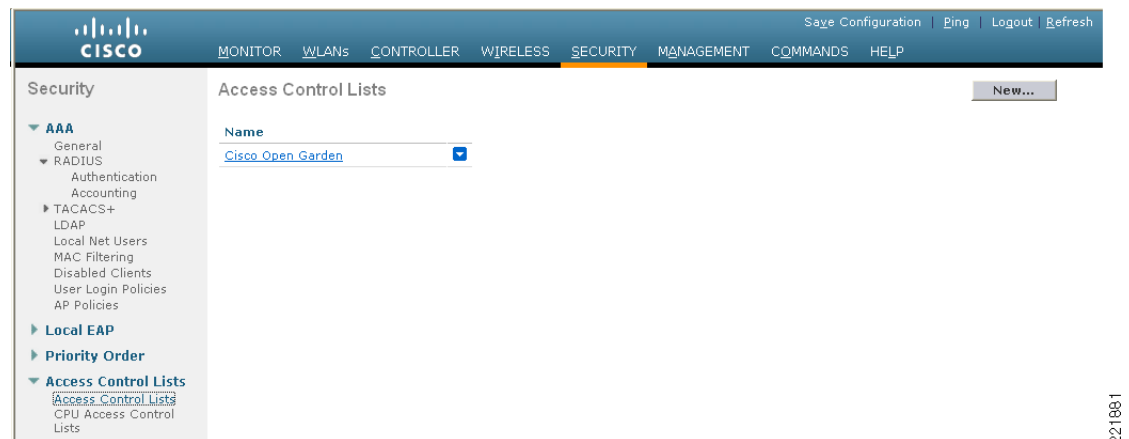 Save Configuration | Ping | Logout | Refresh
CISCO
MONITOR WLANs CONTROLLER WIRELESS SECURITY MANAGEMENT COMMANDS HELP
Security
AAA
General
RADIUS
Authentication
Accounting
TACACS+
LDAP
Local Net Users
MAC Filtering
Disabled Clients
User Login Policies
AP Policies
Local EAP
Priority Order
Access Control Lists
Access Control Lists
CPU Access Control
Lists
Access Control Lists
New...
Name
Cisco Open Garden
221881